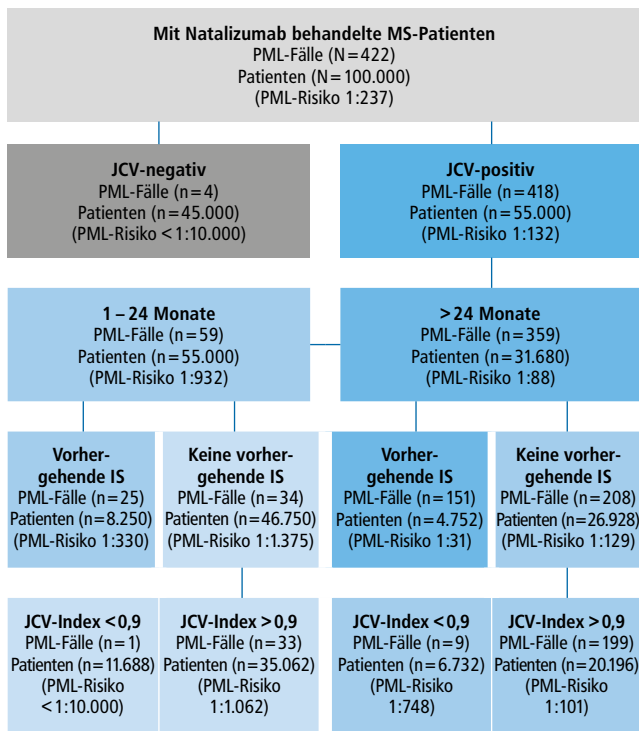 Mit Natalizumab behandelte MS-Patienten
PML-Fälle (N=422)
Patienten (N=100.000)
(PML-Risiko 1:237)
JCV-negativ
PML-Fälle (n=4)
Patienten (n=45.000)
(PML-Risiko <1:10.000)
JCV-positiv
PML-Fälle (n=418)
Patienten (n=55.000)
(PML-Risiko 1:132)
1–24 Monate
PML-Fälle (n=59)
Patienten (n=55.000)
(PML-Risiko 1:932)
>24 Monate
PML-Fälle (n=359)
Patienten (n=31.680)
(PML-Risiko 1:88)
Vorher-
gehende IS
PML-Fälle (n=25)
Patienten (n=8.250)
(PML-Risiko 1:330)
Keine vorher-
gehende IS
PML-Fälle (n=34)
Patienten (n=46.750)
(PML-Risiko 1:1.375)
Vorher-
gehende IS
PML-Fälle (n=151)
Patienten (n=4.752)
(PML-Risiko 1:31)
Keine vorher-
gehende IS
PML-Fälle (n=208)
Patienten (n=26.928)
(PML-Risiko 1:129)
JCV-Index <0,9
PML-Fälle (n=1)
Patienten (n=11.688)
(PML-Risiko
<1:10.000)
JCV-Index >0,9
PML-Fälle (n=33)
Patienten (n=35.062)
(PML-Risiko
1:1.062)
JCV-Index <0,9
PML-Fälle (n=9)
Patienten (n=6.732)
(PML-Risiko
1:748)
JCV-Index >0,9
PML-Fälle (n=199)
Patienten (n=20.196)
(PML-Risiko
1:101)